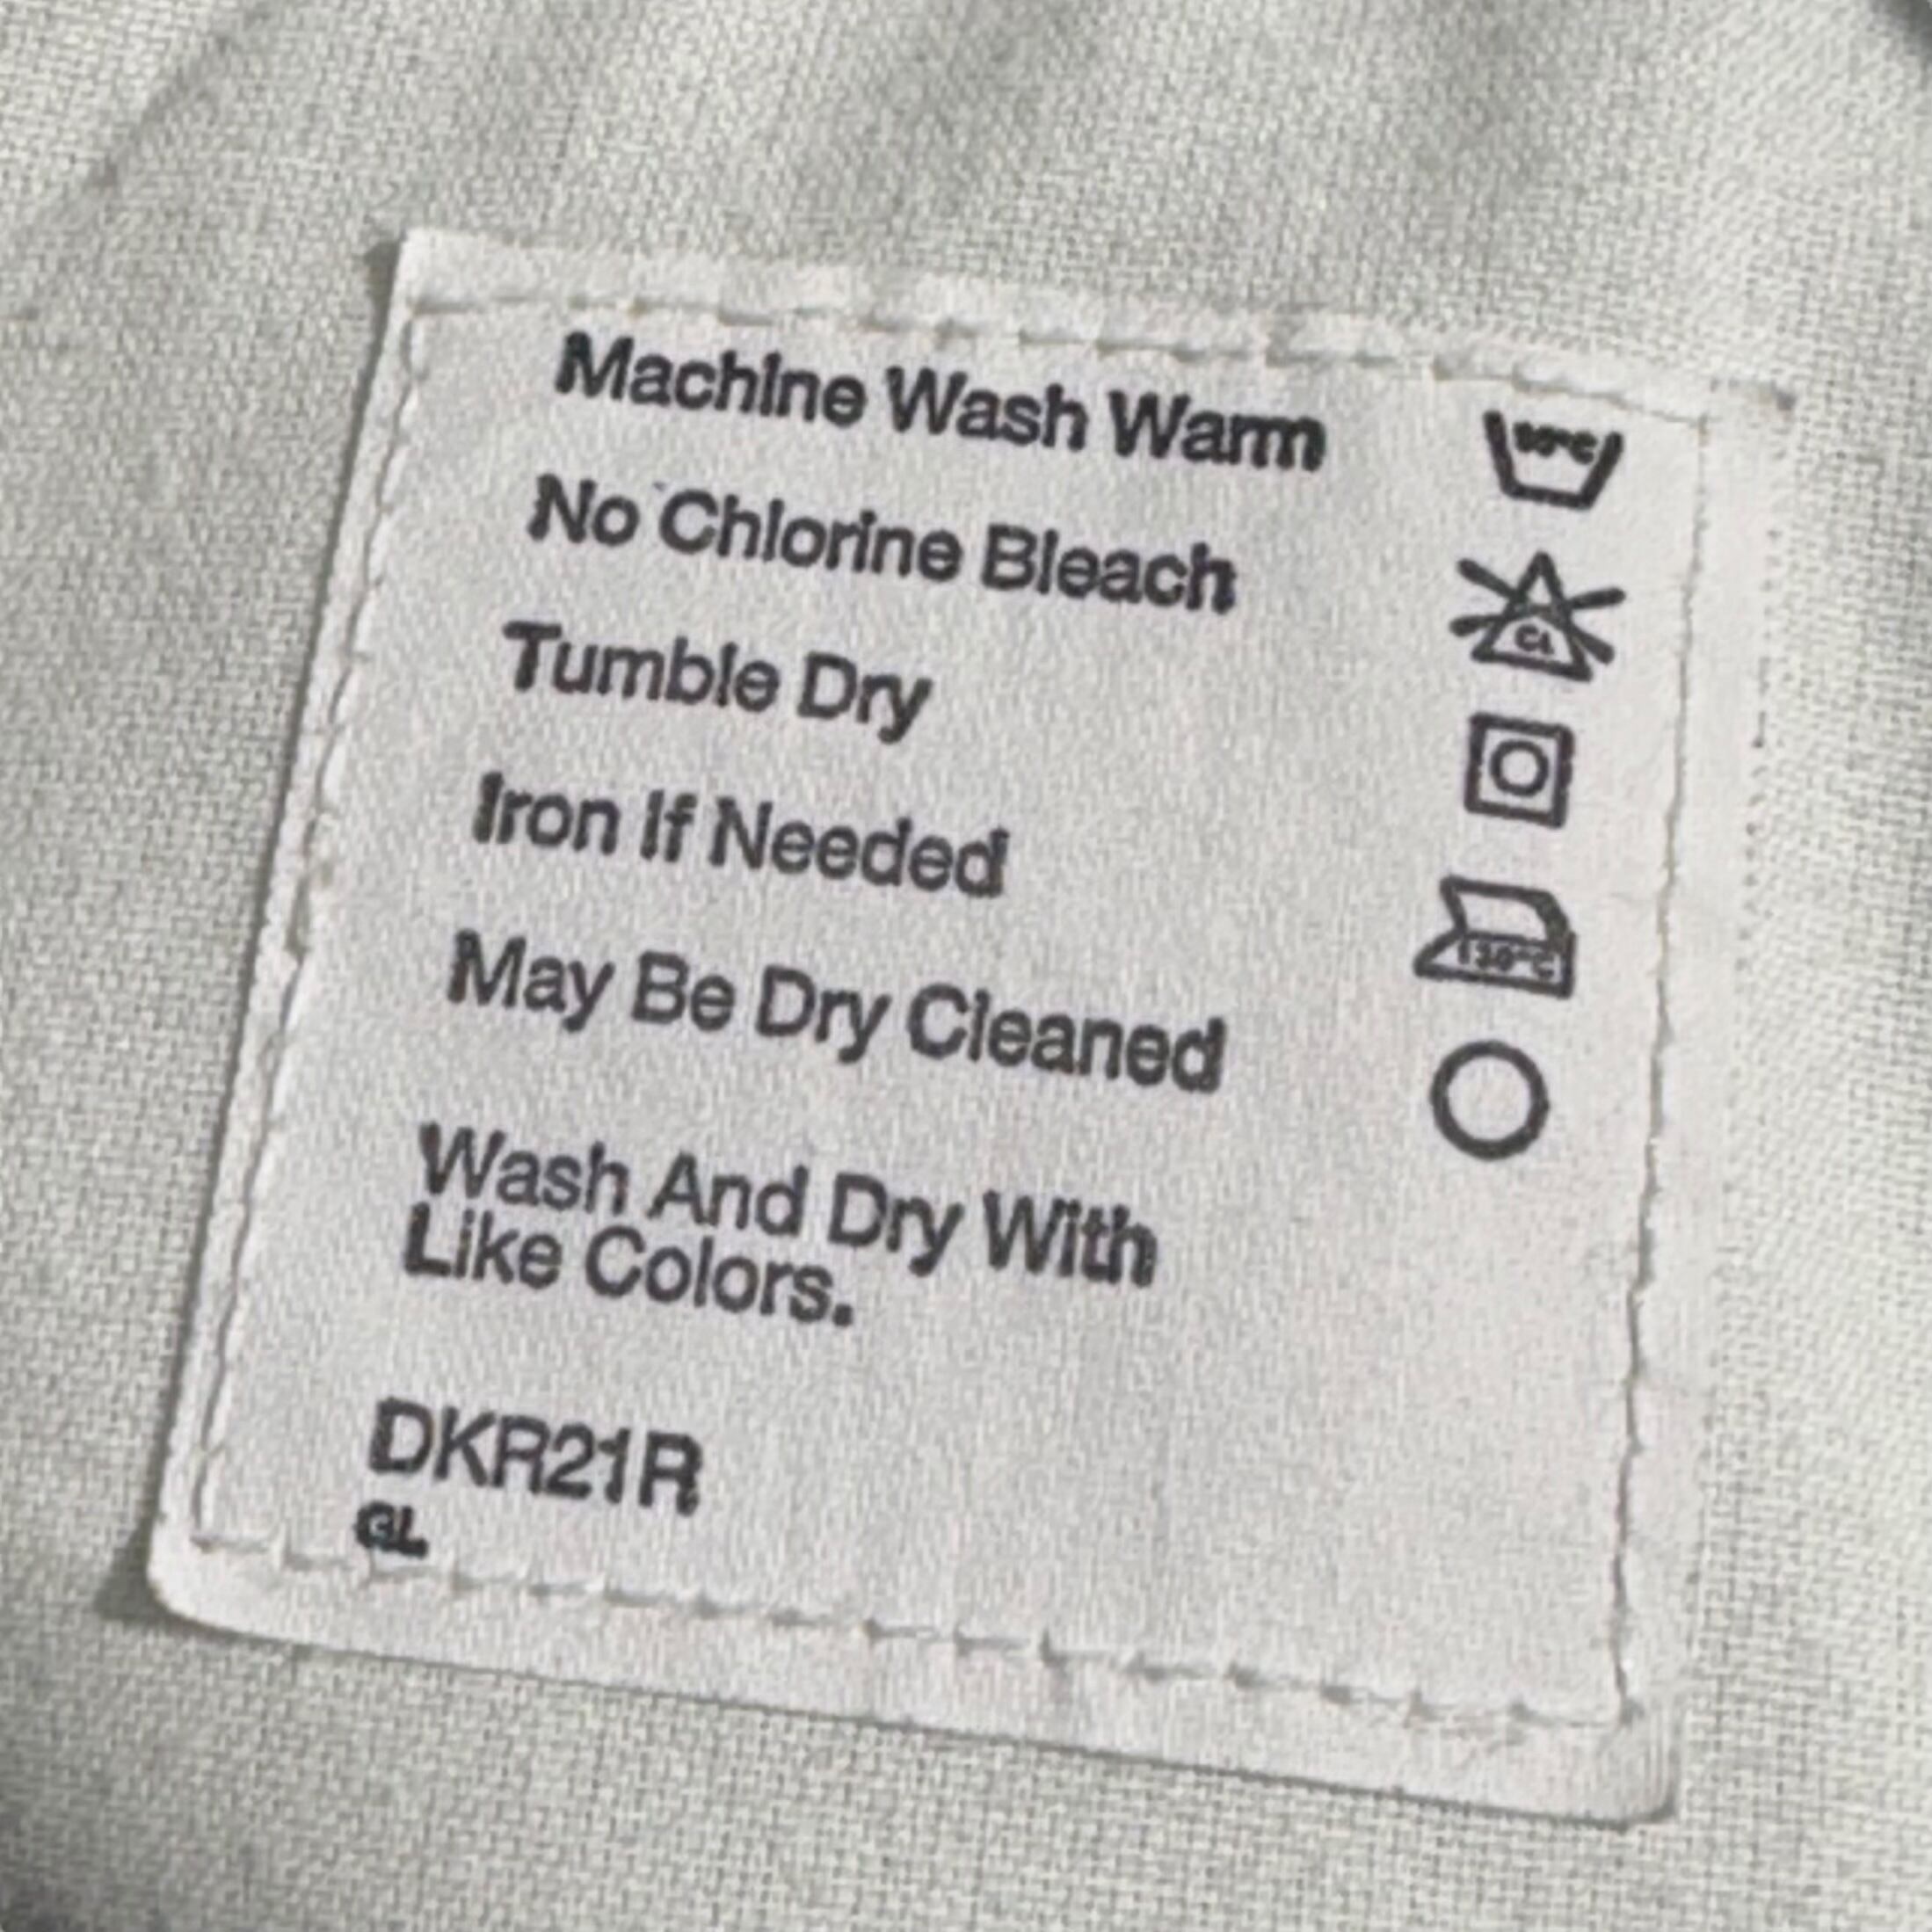 Machine Wash Warm
No Chlorine Bleach
CL
Tumble Dry
Iron If Needed
May Be Dry Cleaned
Wash And Dry With
Like Colors.
DKR21R
GL